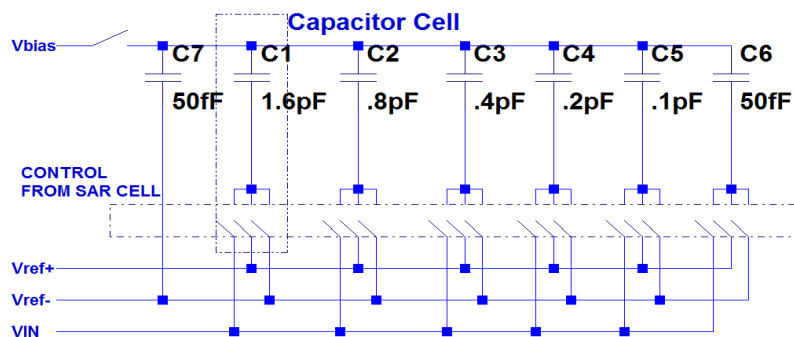 Capacitor Cell
Vbias
C7 C1 C2 C3 C4 C5 C6
50fF 1.6pF .8pF .4pF .2pF .1pF 50fF
CONTROL
FROM SAR CELL
Vref+
Vref-
VIN